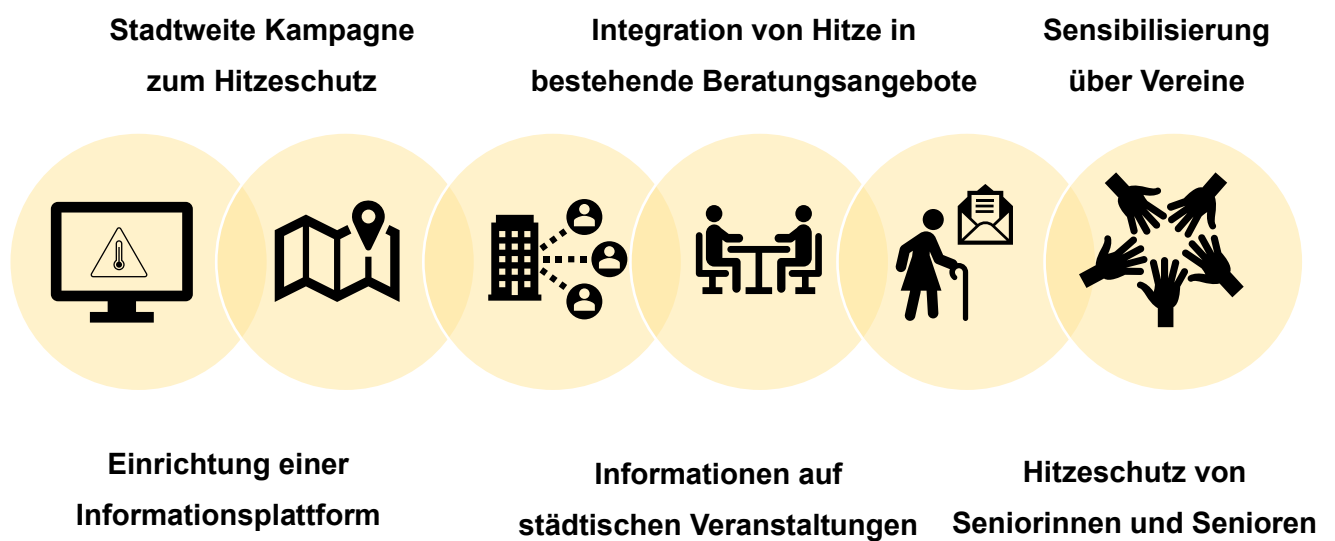 Stadtweite Kampagne
zum Hitzeschutz
Integration von Hitze in
bestehende Beratungsangebote
Sensibilisierung
über Vereine
Einrichtung einer
Informationsplattform
Informationen auf
städtischen Veranstaltungen
Hitzeschutz von
Seniorinnen und Senioren